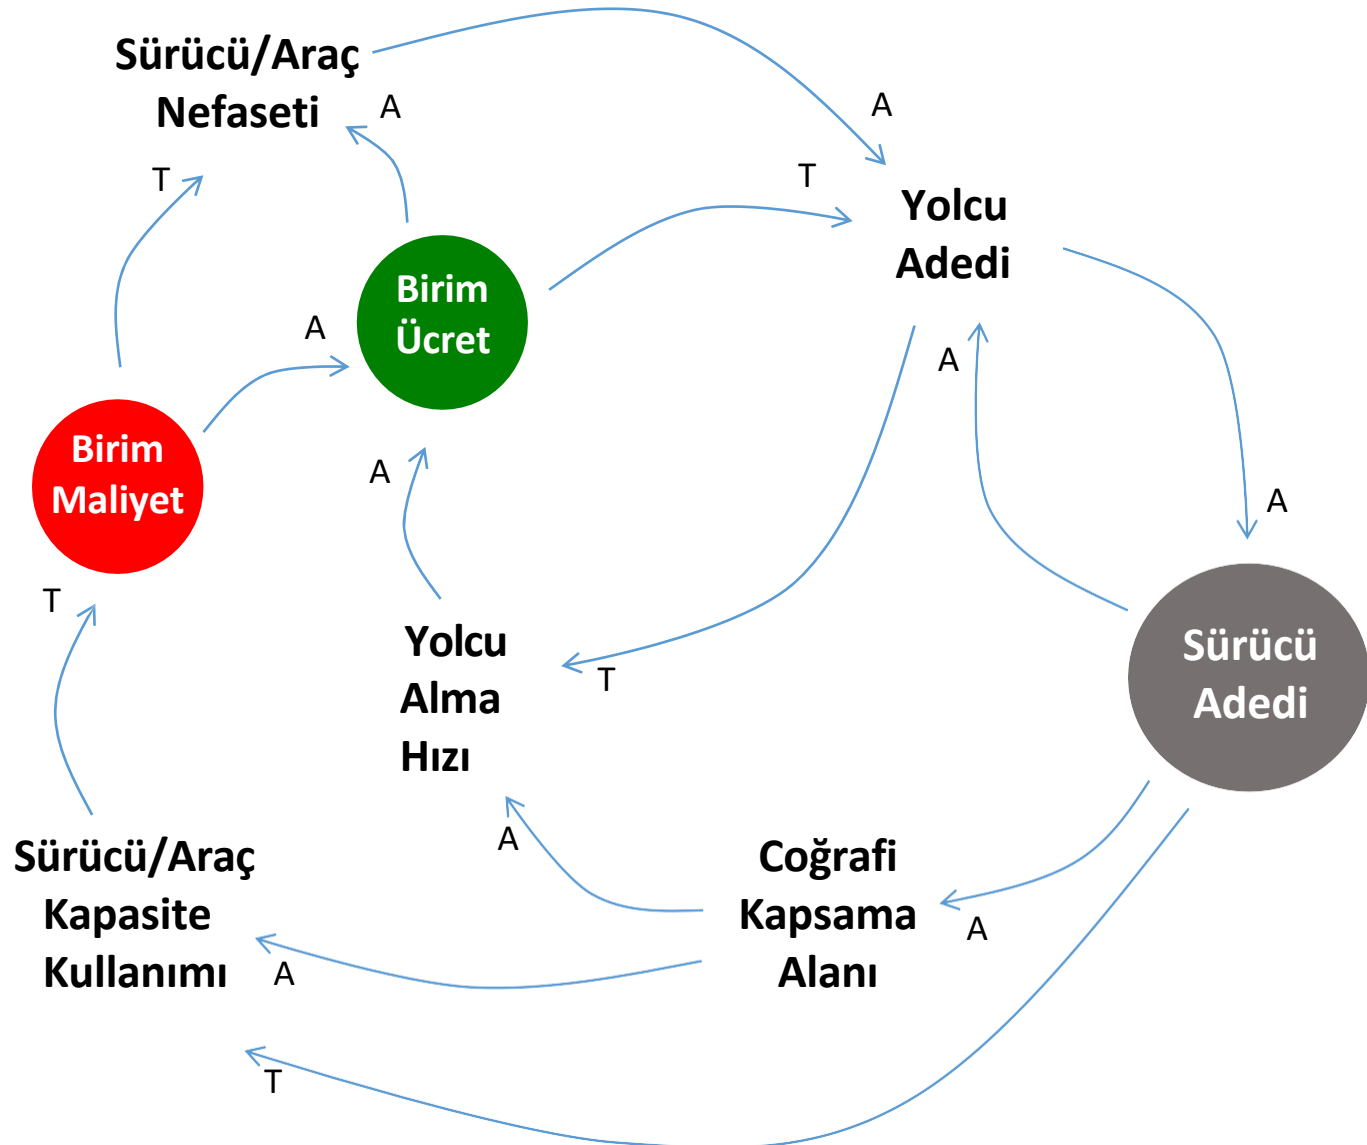 Sürücü/Araç
Nefaseti
A
A
T
T
Yolcu
Adedi
Birim
Ücret
A
A
Birim
Maliyet
A
A
T
Yolcu
Alma
Hızı
T
Sürücü
Adedi
A
Sürücü/Araç
Kapasite
Kullanımı
A
Coğrafi
Kapsama
Alanı
A
T